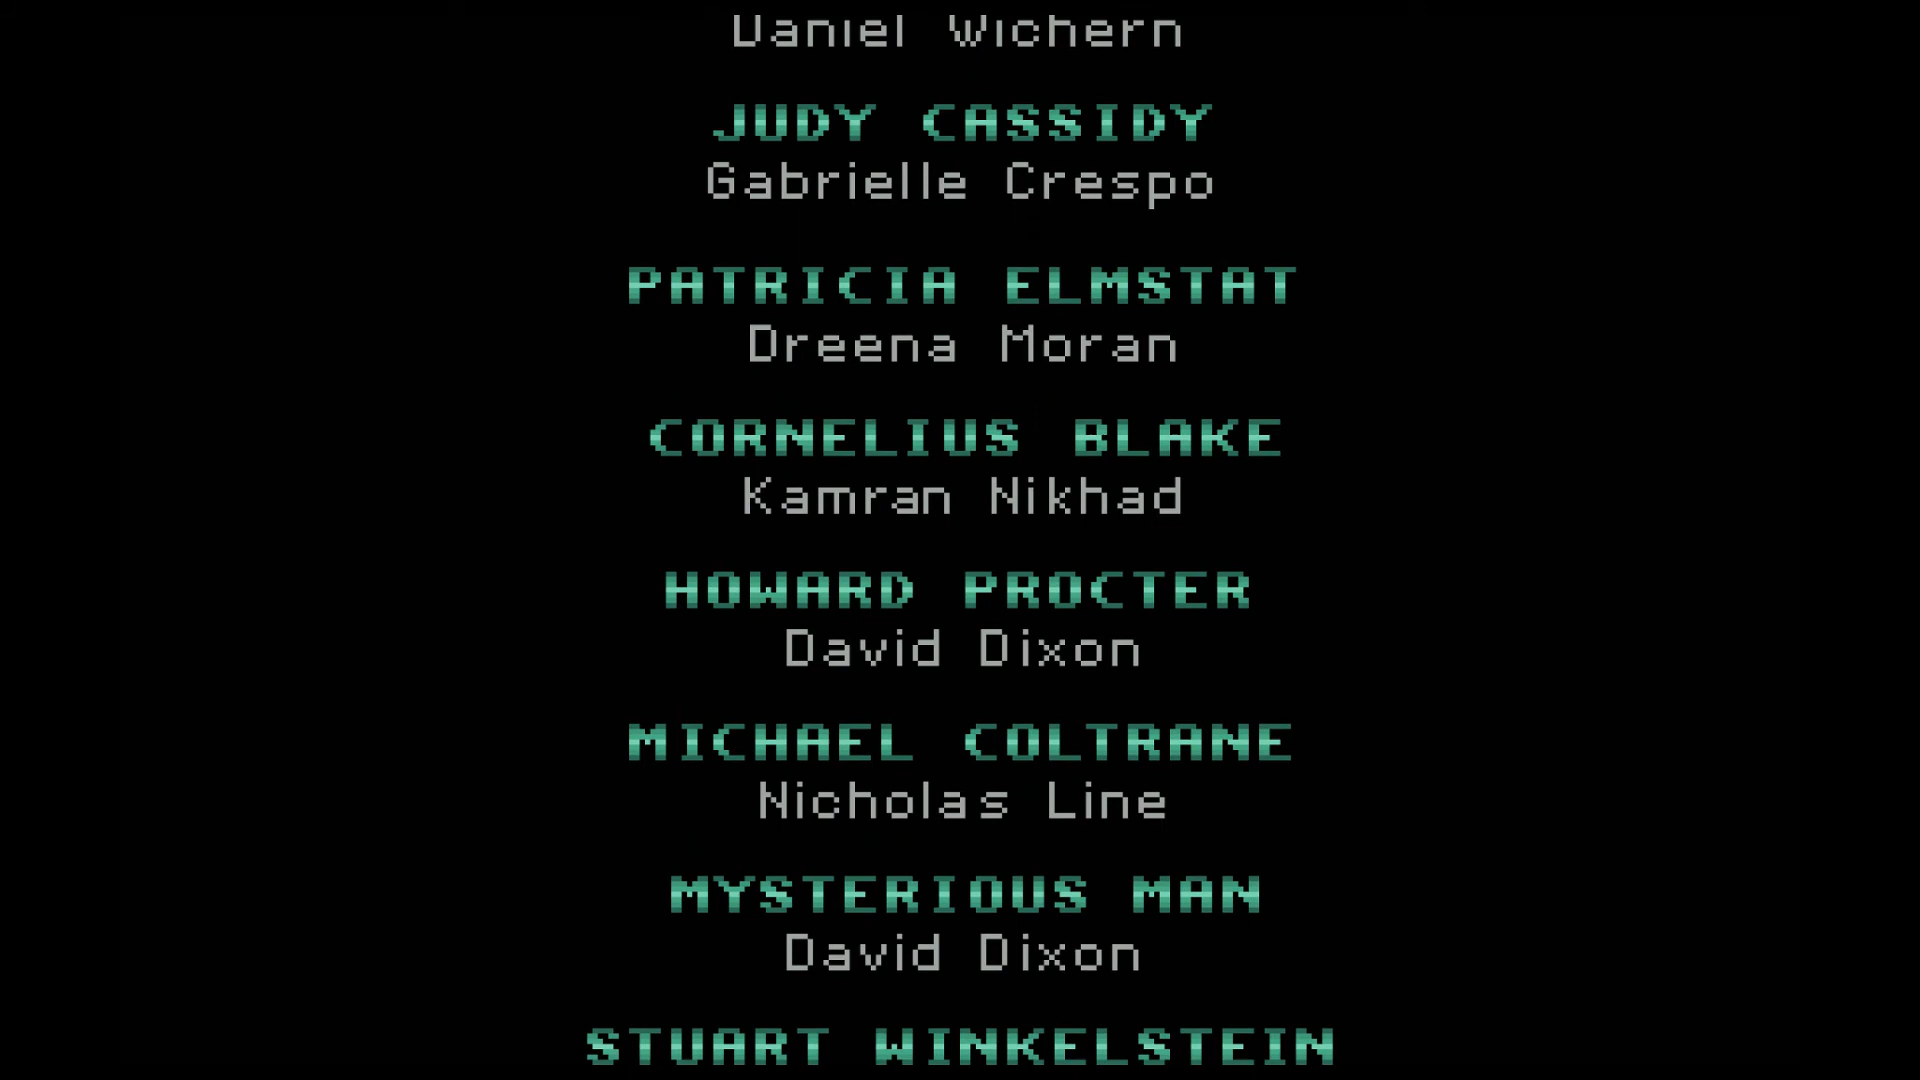 Daniel Wichern
JUDY CASSIDY
Gabrielle Crespo
PATRICIA ELMSTAT
Dreena Moran
CORNELIUS BLAKE
Kamran Nikhad
HOWARD PROCTER
David Dixon
MICHAEL COLTRANE
Nicholas Line
MYSTERIOUS MAN
David Dixon
STUART WINKELSTEIN